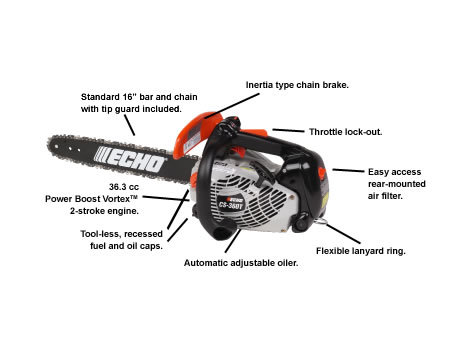 Inertia type chain brake.
Standard 16" bar and chain
with tip guard included.
Throttle lock-out.
ECHO
Easy access
rear-mounted
air filter.
36.3 cc
Power Boost Vortex™
2-stroke engine.
ECHO
CS-360T
Tool-less, recessed
fuel and oil caps.
Flexible lanyard ring.
Automatic adjustable oiler.